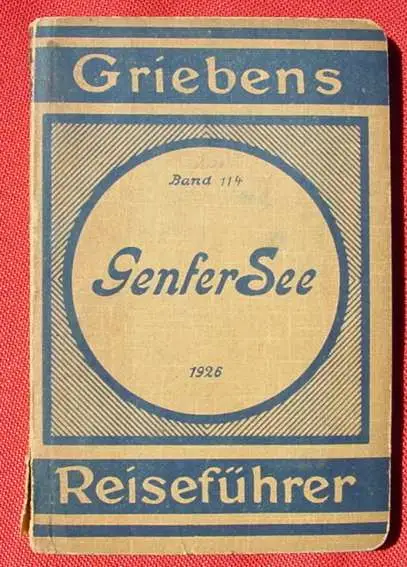 Griebens
Band 114
Genfer See
1926
Reiseführer